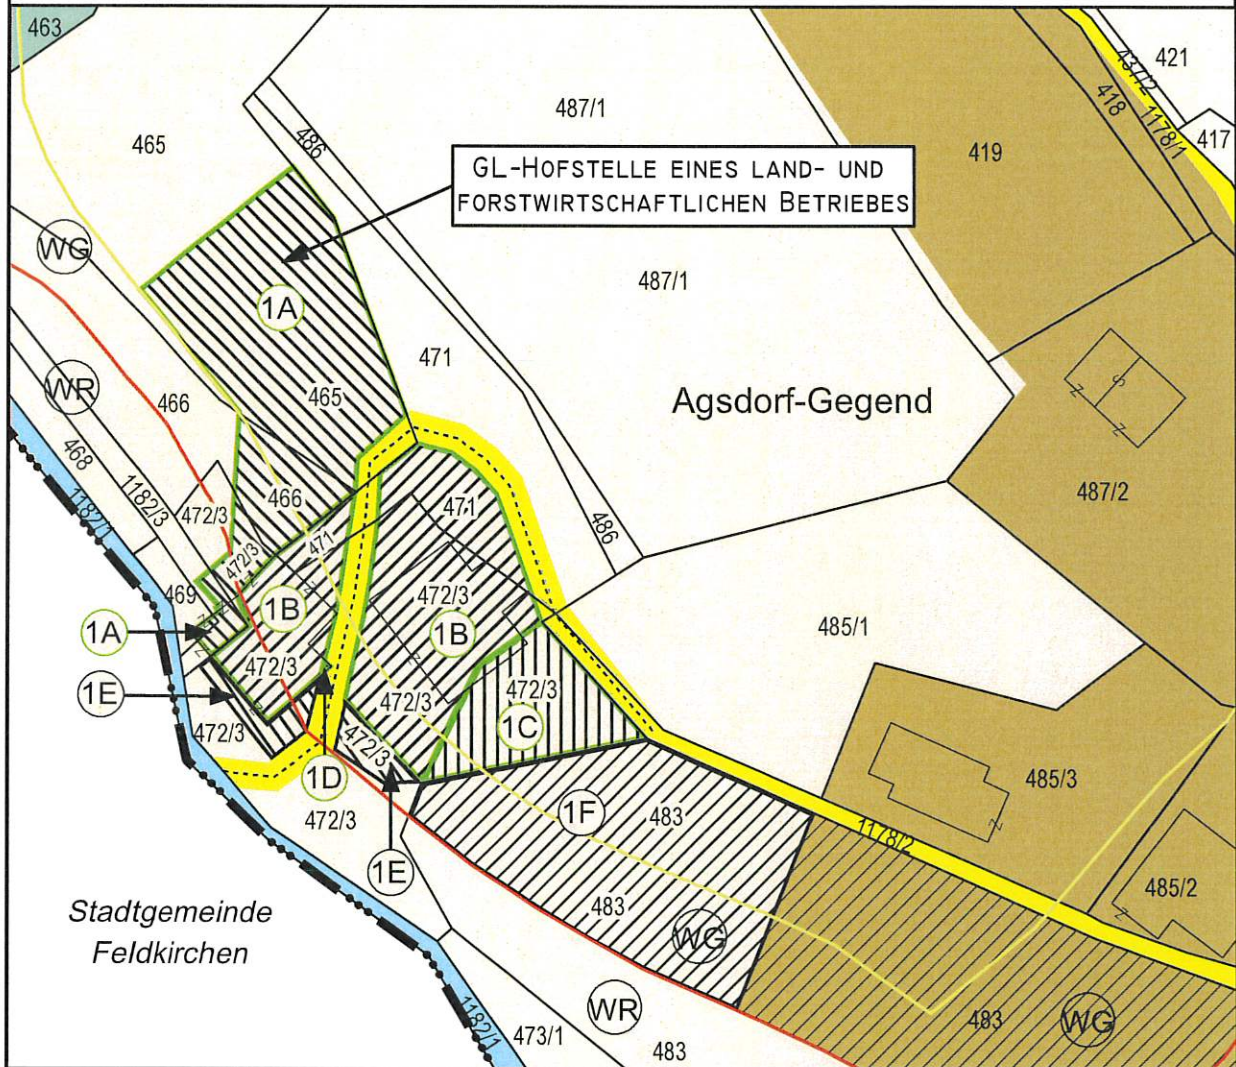 463
421
437/2
418
1178/1
417
487/1
465
486
419
GL-HOFSTELLE EINES LAND- UND
FORSTWIRTSCHAFTLICHEN BETRIEBES
WG
487/1
1A
471
WR
466
465
Agsdorf-Gegend
S
Z
Z
468
1182/3
1182/1
472/3
466
471
471
486
487/2
472/3
469
Z
1B
472/3
1B
1A
485/1
Z
472/3
472/3
1C
1E
472/3
472/3
472/3
Z
1D
472/3
1E
1F
483
485/3
Z
1178/2
483
WG
485/2
Z
Stadtgemeinde
Feldkirchen
1182/1
WR
473/1
483
483
WG